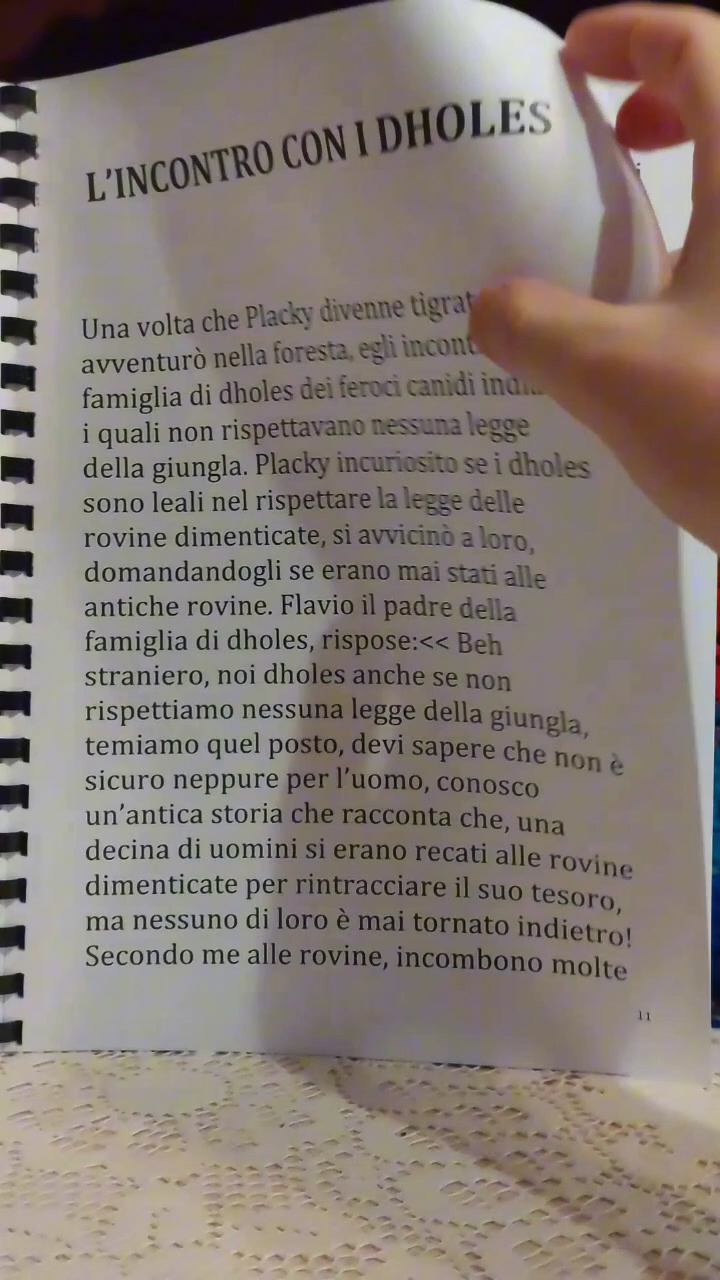 L'INCONTRO CON I DHOLES
Una volta che Placky divenne
avventurò nella foresta, egli
famiglia di dholes dei feroci canidi
i quali non rispettavano nessuna legge
della giungla. Placky incuriosito se i dholes
sono leali nel rispettare la legge delle
rovine dimenticate, si avvicinò a loro,
domandandogli se erano mai stati alle
antiche rovine. Flavio il padre della
famiglia di dholes, rispose:<< Beh
straniero, noi dholes anche se non
rispettiamo nessuna legge della giungla,
temiamo quel posto, devi sapere che non è
sicuro neppure per l'uomo, conosco
un'antica storia che racconta che, una
decina di uomini si erano recati alle rovine
dimenticate per rintracciare il suo tesoro,
ma nessuno di loro è mai tornato indietro!
Secondo me alle rovine, incombono molte
11